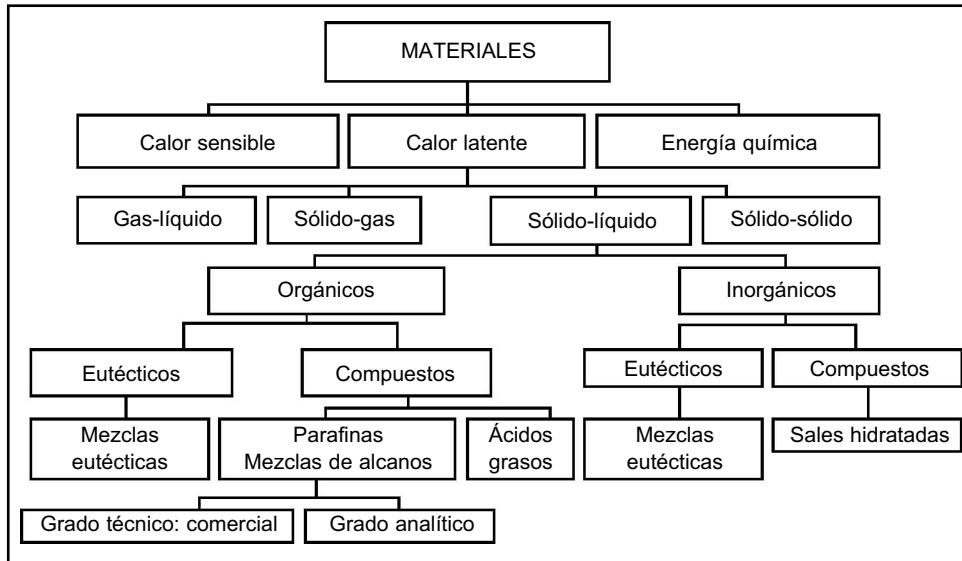 MATERIALES
Calor sensible
Calor latente
Energía química
Gas-líquido
Sólido-gas
Sólido-líquido
Sólido-sólido
Orgánicos
Inorgánicos
Eutécticos
Compuestos
Eutécticos
Compuestos
Mezclas
eutécticas
Parafinas
Mezclas de alcanos
Ácidos
grasos
Mezclas
eutécticas
Sales hidratadas
Grado técnico: comercial
Grado analítico